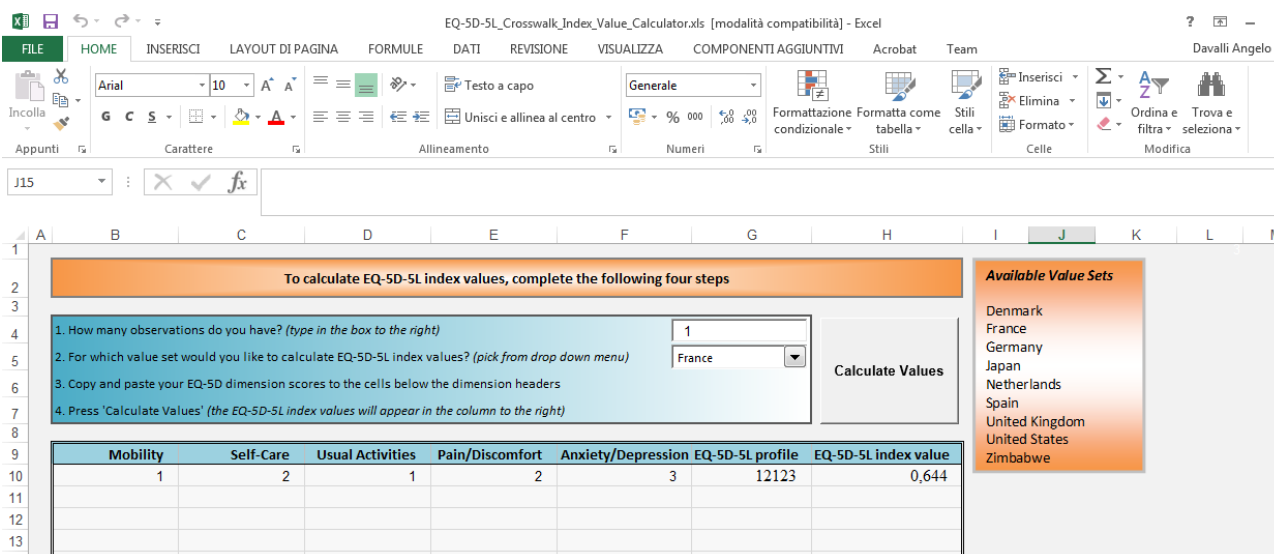 EQ-5D-5L_Crosswalk_Index_Value_Calculator.xls [modalità compatibilità] - Excel
FILE HOME INSERISCI LAYOUT DI PAGINA FORMULE DATI REVISIONE VISUALIZZA COMPONENTI AGGIUNTIVI Acrobat Team Davalli Angelo
Arial 10 Testo a capo Generale Inserisci
Incolla Formattazione Formatta come Stili Elimina Ordina e Trova e
G C S Unisci e allinea al centro % 000 condizionale tabella cella Formato filtra seleziona
Appunti Carattere Allineamento Numeri Stili Celle Modifica
J15 fx
A B C D E F G H I J K L
1
2 To calculate EQ-5D-5L index values, complete the following four steps
3
4 1. How many observations do you have? (type in the box to the right) 1
5 2. For which value set would you like to calculate EQ-5D-5L index values? (pick from drop down menu) France
Calculate Values
6 3. Copy and paste your EQ-5D dimension scores to the cells below the dimension headers
7 4. Press 'Calculate Values' (the EQ-5D-5L index values will appear in the column to the right)
8
9 Mobility Self-Care Usual Activities Pain/Discomfort Anxiety/Depression EQ-5D-5L profile EQ-5D-5L index value
10 1 2 1 2 3 12123 0,644
11
12
13
Available Value Sets
Denmark
France
Germany
Japan
Netherlands
Spain
United Kingdom
United States
Zimbabwe